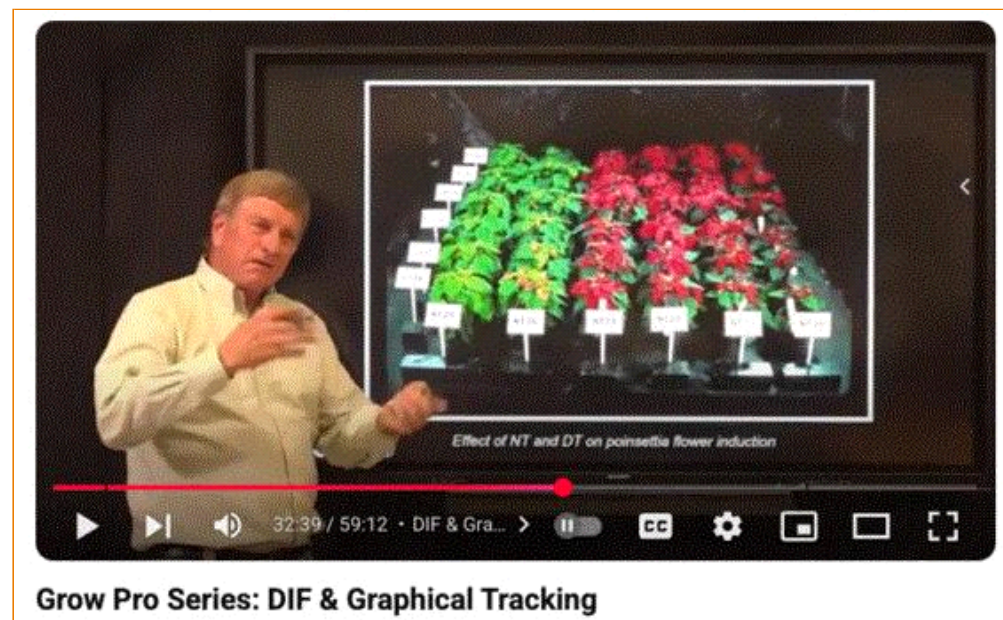 Effect of NT and DT on poinsettia flower induction
32:39 / 59:12 • DIF & Gra...
CC
Grow Pro Series: DIF & Graphical Tracking